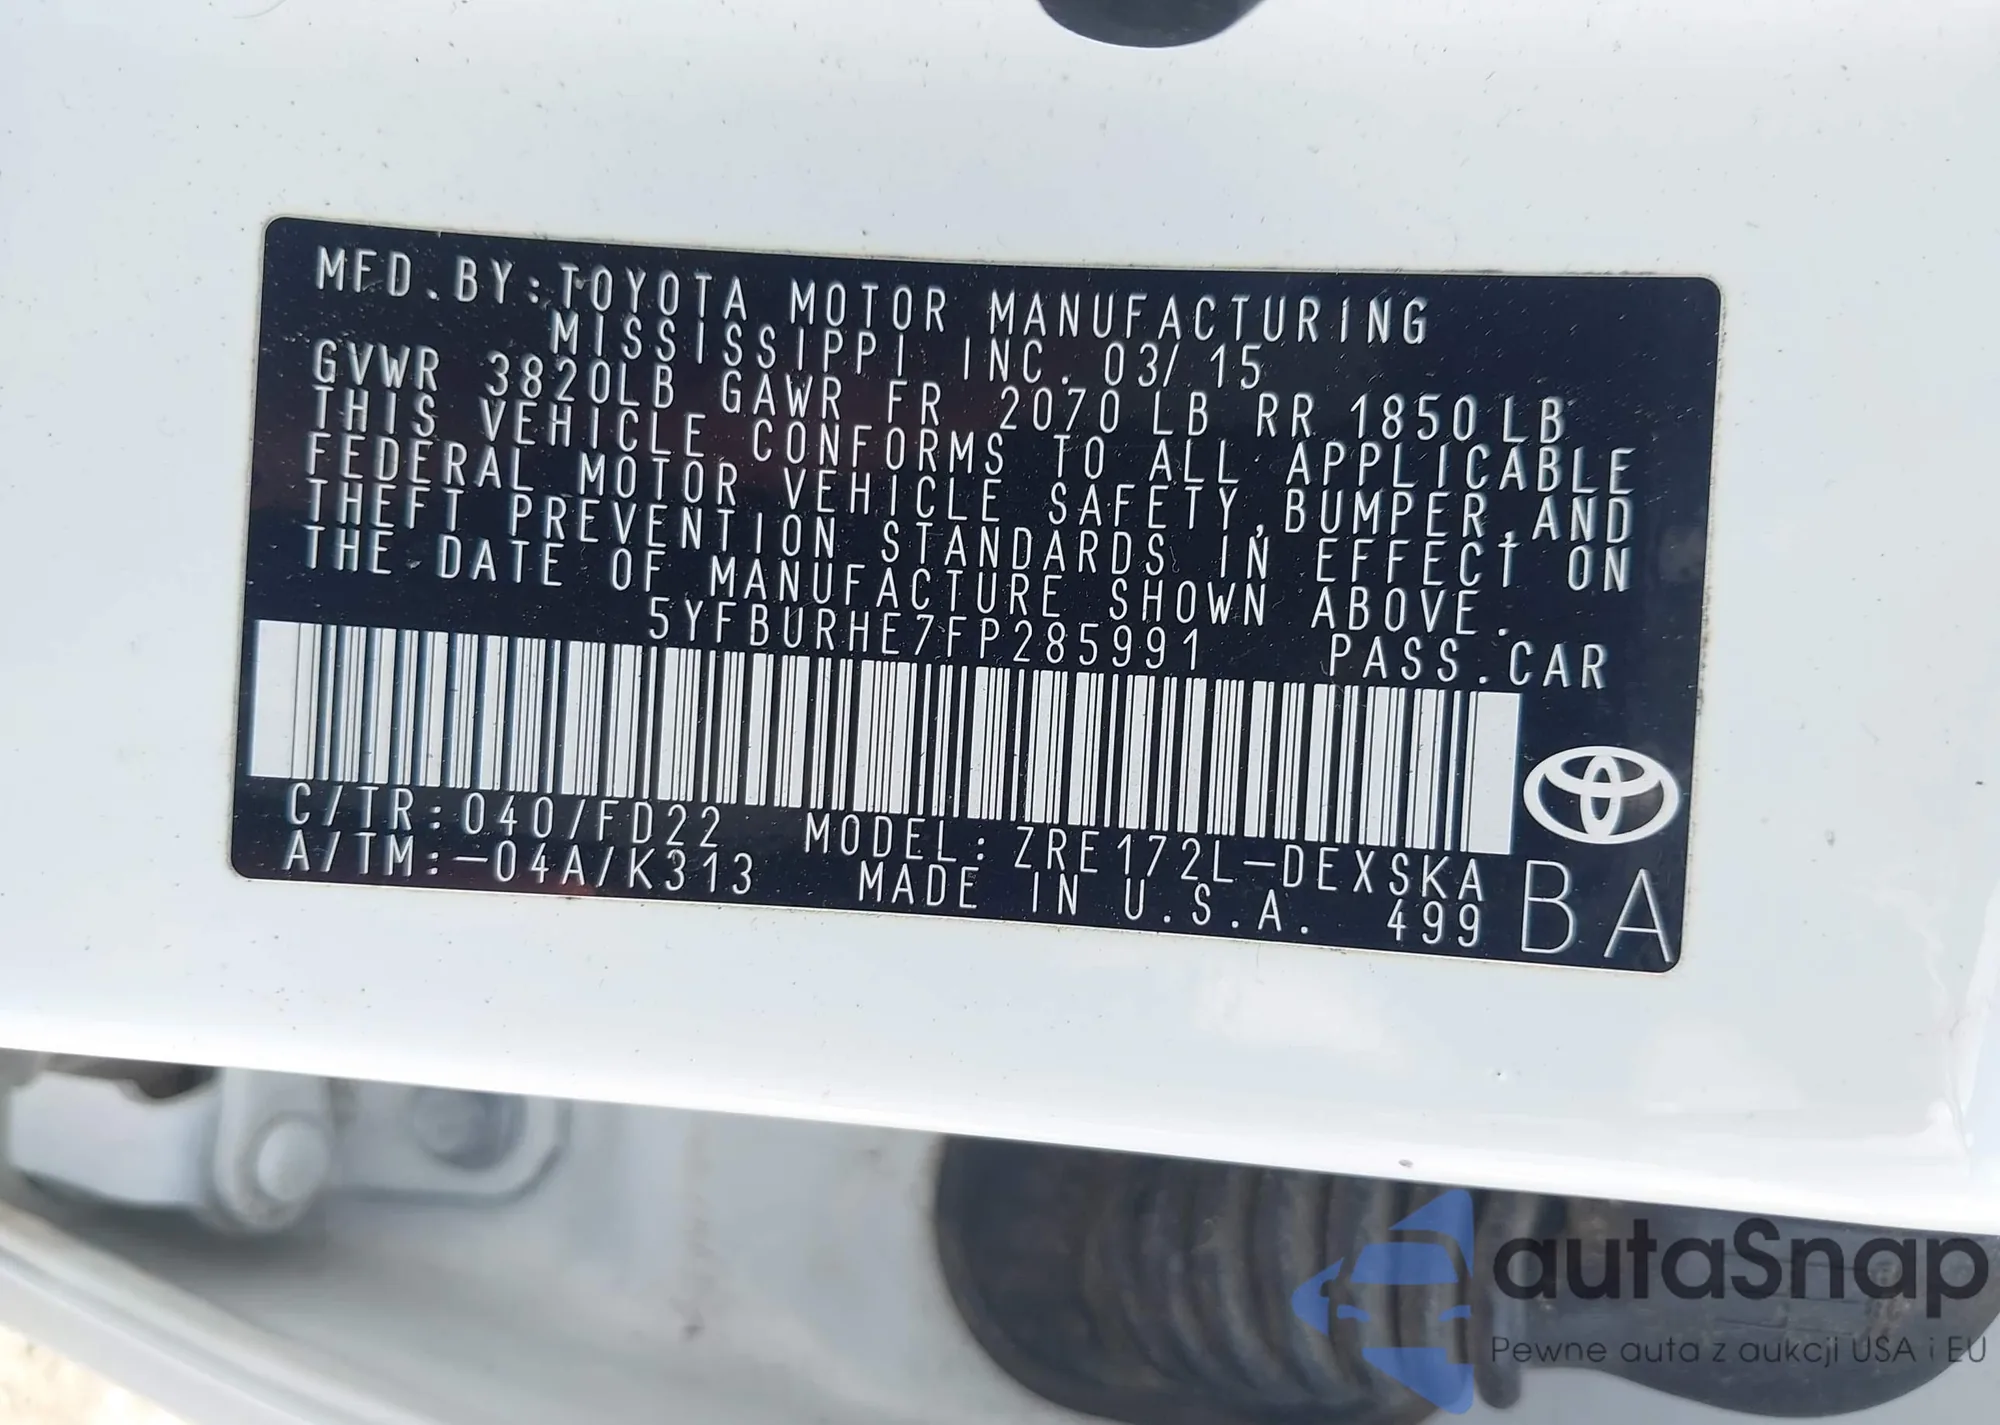 MFD.BY:TOYOTA MOTOR MANUFACTURING
MISSISSIPPI INC. 03/15
GVWR 3820LB GAWR FR 2070LB RR 1850LB
THIS VEHICLE CONFORMS TO ALL APPLICABLE
FEDERAL MOTOR VEHICLE SAFETY,BUMPER,AND
THEFT PREVENTION STANDARDS IN EFFECT ON
THE DATE OF MANUFACTURE SHOWN ABOVE.
5YFBURHE7FP285991 PASS.CAR
C/TR:040/FD22 MODEL:ZRE172L-DEXSKA
A/TM:-04A/K313 MADE IN U.S.A. 499 BA
autaSnap
Pewne auta z aukcji USA i EU